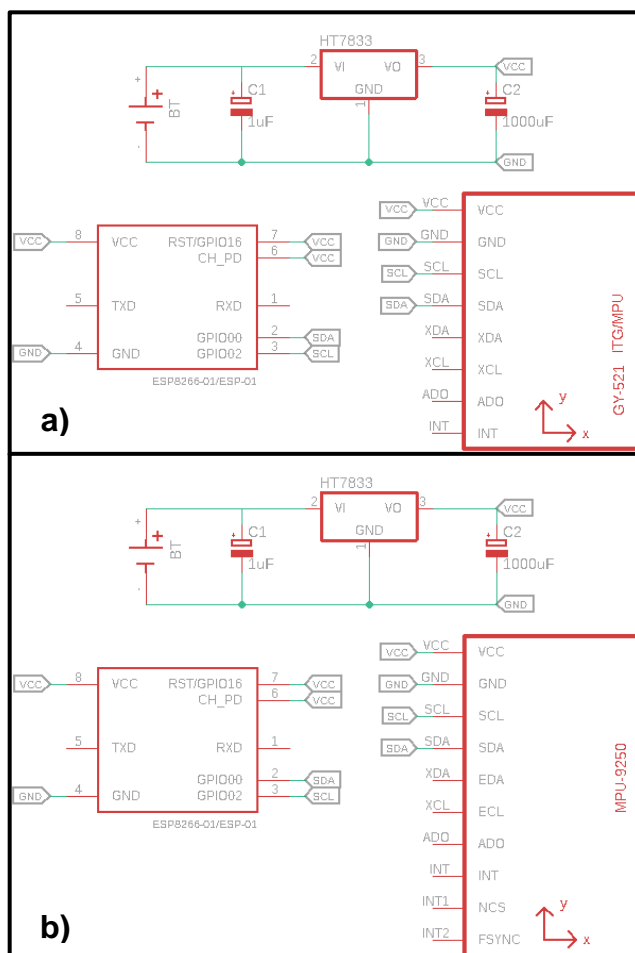 HT7833
2 VI VO 3 VCC
GND
1
+
+
BT
-
C1
1uF
C2
1000uF
GND
VCC 8 VCC RST/GPIO16 7 VCC
CH_PD 6 VCC
5 TXD RXD 1
GPIO00 2 SDA
GND 4 GND GPIO02 3 SCL
ESP8266-01/ESP-01
VCC VCC VCC
GND GND GND
SCL SCL SCL
SDA SDA SDA
XDA XDA
XCL XCL
ADO ADO
INT INT
GY-521 ITG/MPU
y
x
a)
HT7833
2 VI VO 3 VCC
GND
1
+
+
BT
-
C1
1uF
C2
1000uF
GND
VCC 8 VCC RST/GPIO16 7 VCC
CH_PD 6 VCC
5 TXD RXD 1
GPIO00 2 SDA
GND 4 GND GPIO02 3 SCL
ESP8266-01/ESP-01
VCC VCC VCC
GND GND GND
SCL SCL SCL
SDA SDA SDA
XDA EDA
XCL ECL
ADO ADO
INT INT
INT1 NCS
INT2 FSYNC
MPU-9250
y
x
b)